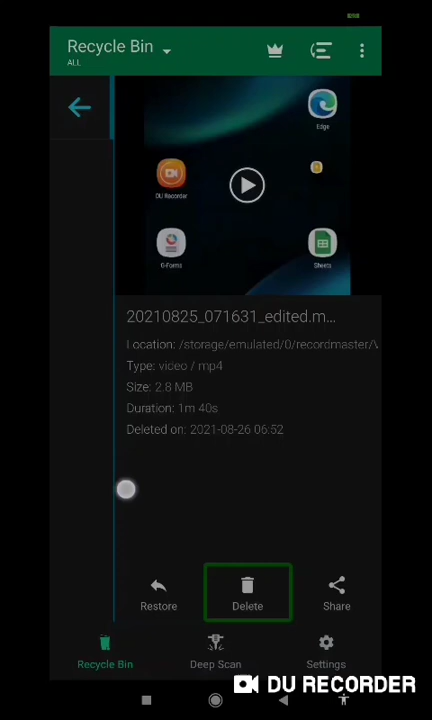 Recycle Bin
ALL
Edge
DU Recorder
G-Forms
Sheets
20210825_071631_edited.m...
Location: /storage/emulated/0/recordmaster/V
Type: video / mp4
Size: 2.8 MB
Duration: 1m 40s
Deleted on: 2021-08-26 06:52
Restore
Delete
Share
Recycle Bin
Deep Scan
Settings
DU RECORDER